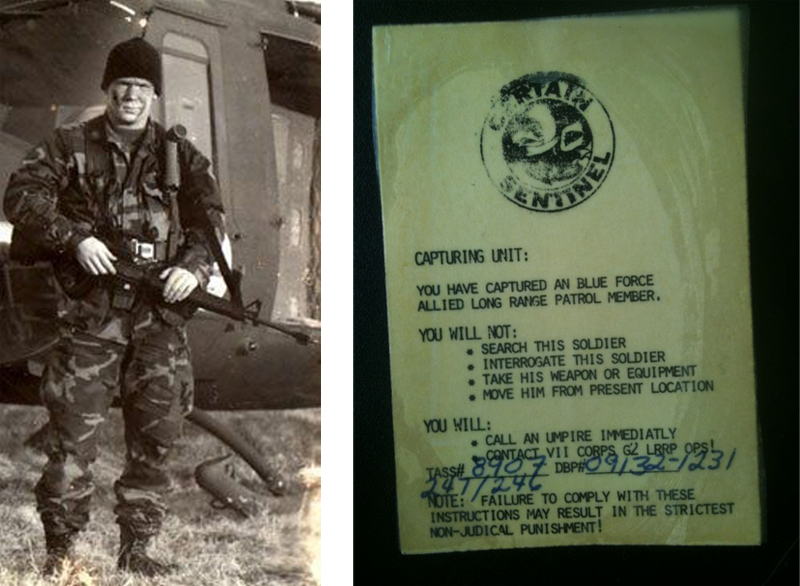 CERTAIN
SENTINEL
CAPTURING UNIT:
YOU HAVE CAPTURED AN BLUE FORCE
ALLIED LONG RANGE PATROL MEMBER.
YOU WILL NOT:
• SEARCH THIS SOLDIER
• INTERROGATE THIS SOLDIER
• TAKE HIS WEAPON OR EQUIPMENT
• MOVE HIM FROM PRESENT LOCATION
YOU WILL:
• CALL AN UMPIRE IMMEDIATLY
• CONTACT VII CORPS G2 LRRP OPS!
TASS# 8907 DBP# 09132-1231
247/246
NOTE: FAILURE TO COMPLY WITH THESE
INSTRUCTIONS MAY RESULT IN THE STRICTEST
NON-JUDICAL PUNISHMENT!